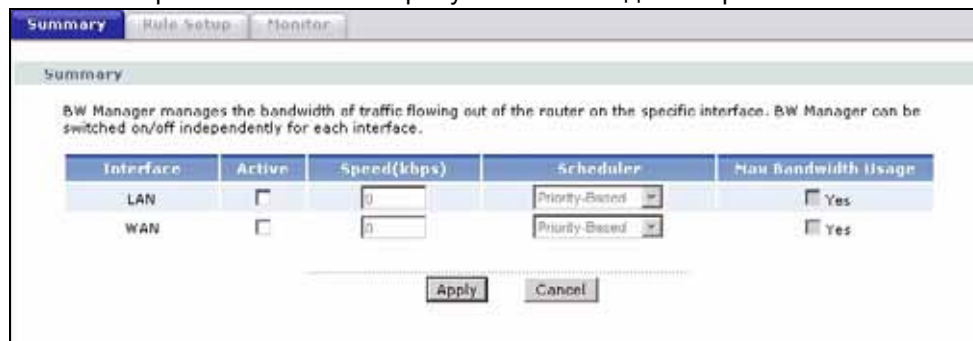 Summary Rule Setup Monitor
Summary
BW Manager manages the bandwidth of traffic flowing out of the router on the specific interface. BW Manager can be
switched on/off independently for each interface.
Interface Active Speed(kbps) Scheduler Max Bandwidth Usage
LAN 0 Priority-Based Yes
WAN 0 Priority-Based Yes
Apply Cancel